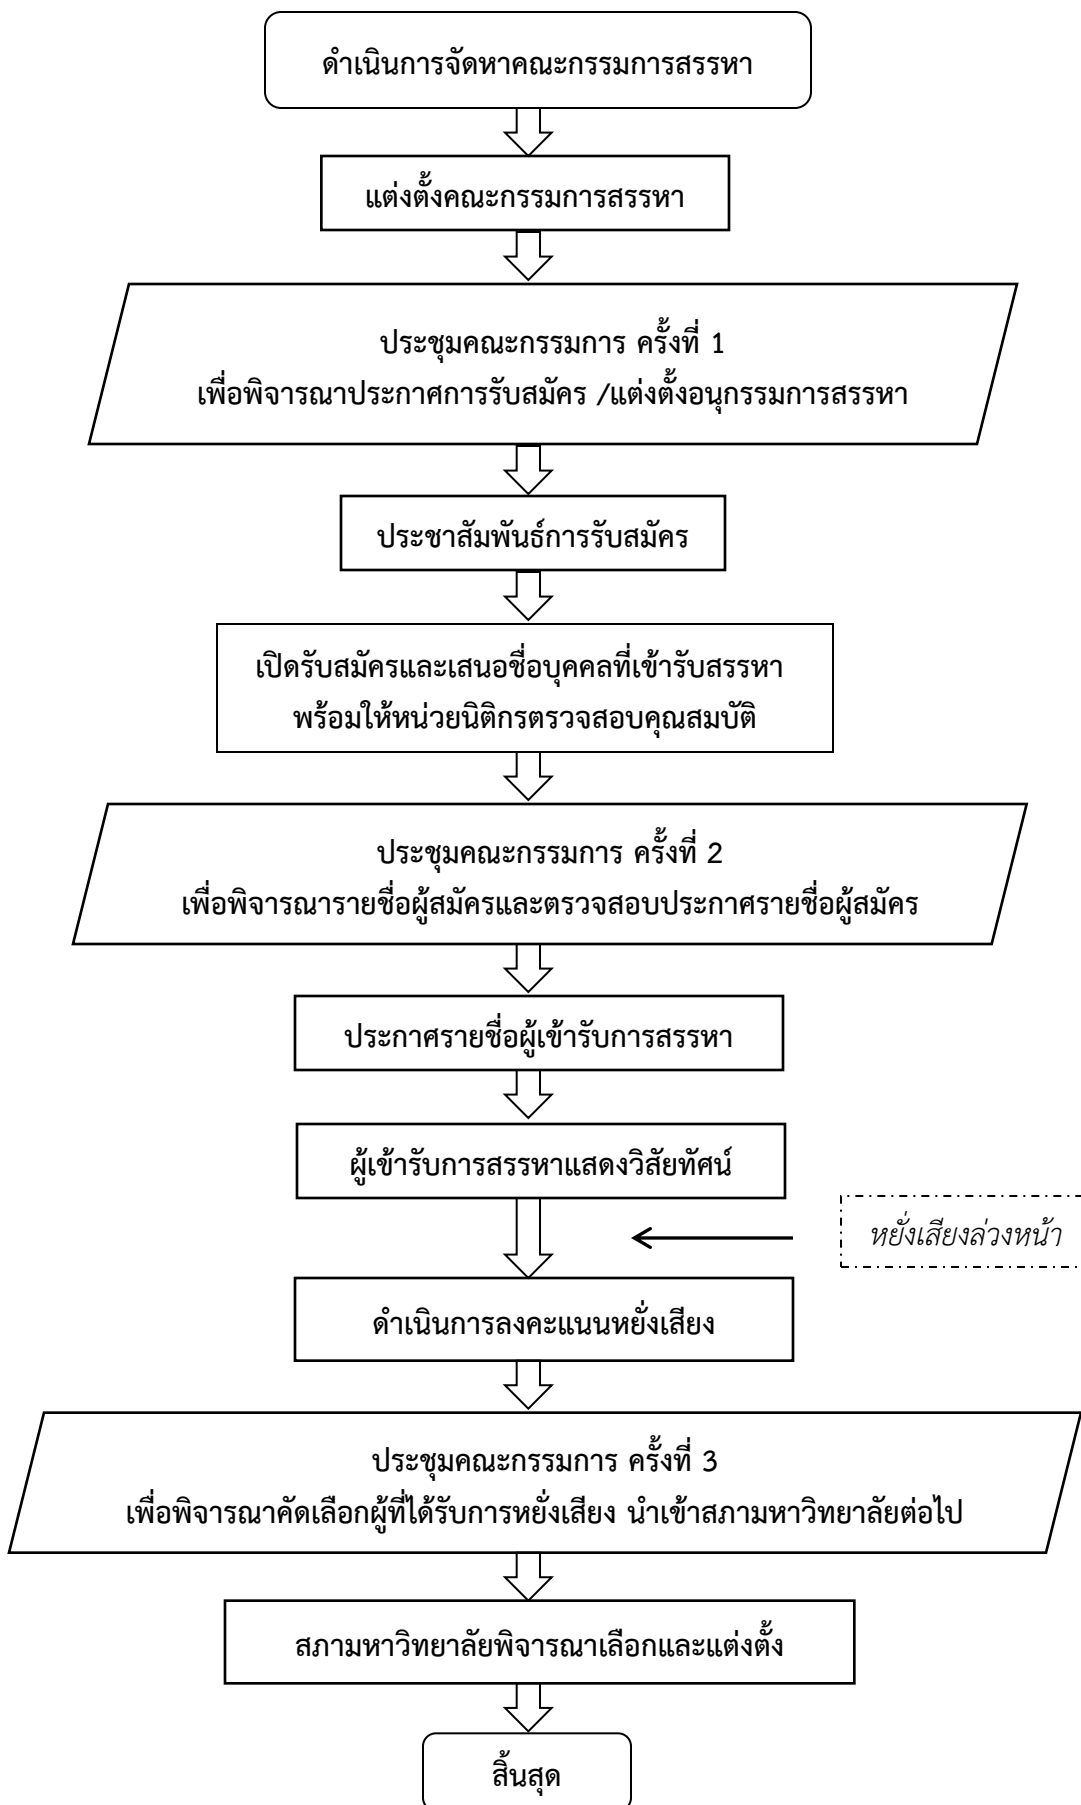 ดำเนินการจัดหาคณะกรรมการสรรหา
แต่งตั้งคณะกรรมการสรรหา
ประชุมคณะกรรมการ ครั้งที่ 1
เพื่อพิจารณาประกาศการรับสมัคร /แต่งตั้งอนุกรรมการสรรหา
ประชาสัมพันธ์การรับสมัคร
เปิดรับสมัครและเสนอชื่อบุคคลที่เข้ารับสรรหา
พร้อมให้หน่วยนิติกรตรวจสอบคุณสมบัติ
ประชุมคณะกรรมการ ครั้งที่ 2
เพื่อพิจารณารายชื่อผู้สมัครและตรวจสอบประกาศรายชื่อผู้สมัคร
ประกาศรายชื่อผู้เข้ารับการสรรหา
ผู้เข้ารับการสรรหาแสดงวิสัยทัศน์
หยั่งเสียงล่วงหน้า
ดำเนินการลงคะแนนหยั่งเสียง
ประชุมคณะกรรมการ ครั้งที่ 3
เพื่อพิจารณาคัดเลือกผู้ที่ได้รับการหยั่งเสียง นำเข้าสภามหาวิทยาลัยต่อไป
สภามหาวิทยาลัยพิจารณาเลือกและแต่งตั้ง
สิ้นสุด